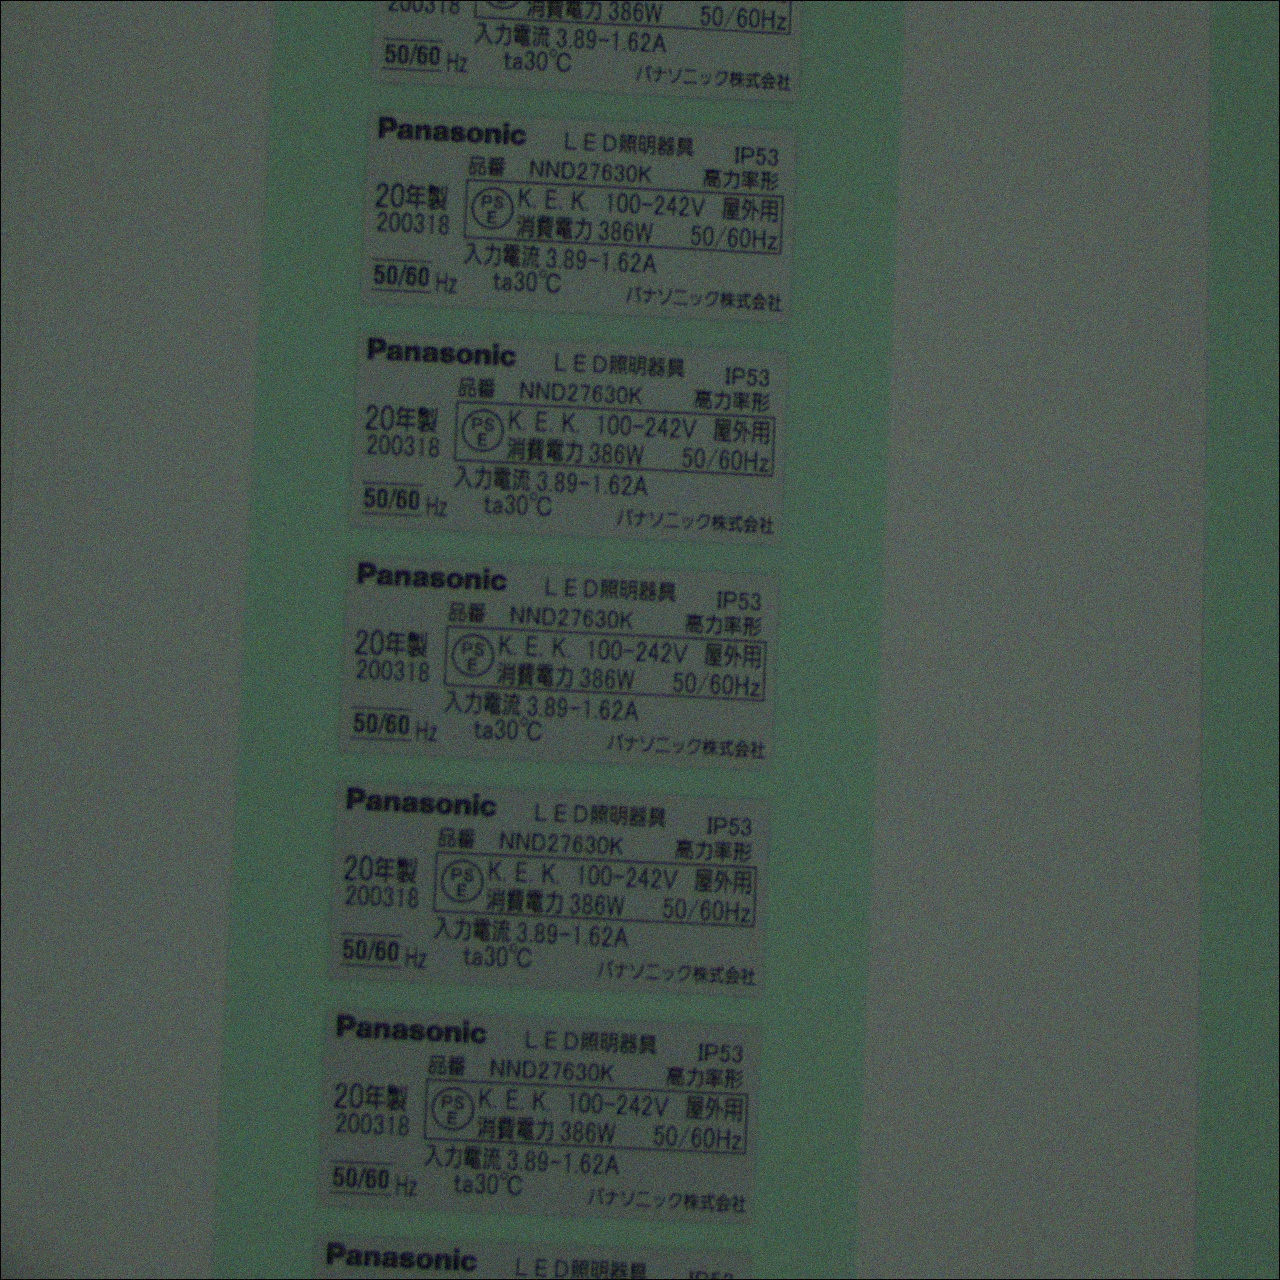 200318 消費電力 386W 50/60Hz
入力電流 3.89-1.62A
50/60 Hz ta30℃ パナソニック株式会社
Panasonic LED照明器具 IP53
品番 NND27630K 高力率形
20年製 PS E K.E.K. 100-242V 屋外用
200318 消費電力 386W 50/60Hz
入力電流 3.89-1.62A
50/60 Hz ta30℃ パナソニック株式会社
Panasonic LED照明器具 IP53
品番 NND27630K 高力率形
20年製 PS E K.E.K. 100-242V 屋外用
200318 消費電力 386W 50/60Hz
入力電流 3.89-1.62A
50/60 Hz ta30℃ パナソニック株式会社
Panasonic LED照明器具 IP53
品番 NND27630K 高力率形
20年製 PS E K.E.K. 100-242V 屋外用
200318 消費電力 386W 50/60Hz
入力電流 3.89-1.62A
50/60 Hz ta30℃ パナソニック株式会社
Panasonic LED照明器具 IP53
品番 NND27630K 高力率形
20年製 PS E K.E.K. 100-242V 屋外用
200318 消費電力 386W 50/60Hz
入力電流 3.89-1.62A
50/60 Hz ta30℃ パナソニック株式会社
Panasonic LED照明器具 IP53
品番 NND27630K 高力率形
20年製 PS E K.E.K. 100-242V 屋外用
200318 消費電力 386W 50/60Hz
入力電流 3.89-1.62A
50/60 Hz ta30℃ パナソニック株式会社
Panasonic LED照明器具 IP53